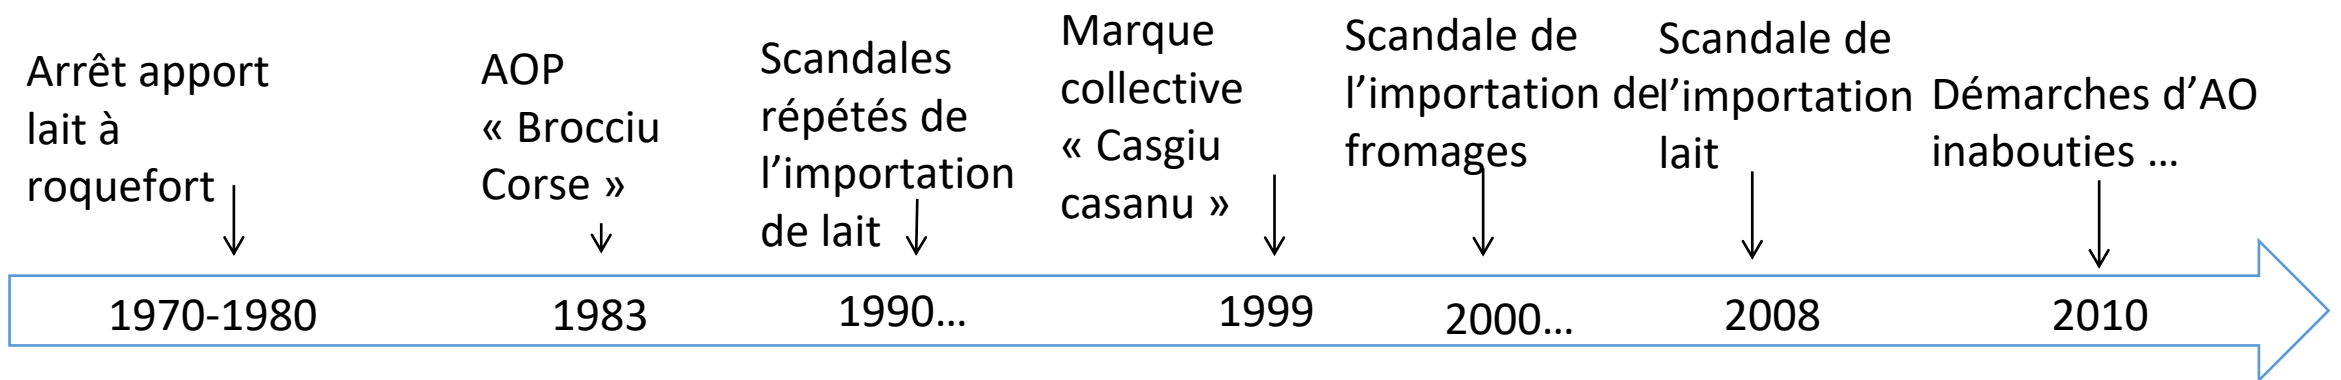 Arrêt apport
lait à
roquefort
AOP
« Brocciu
Corse »
Scandales
répétés de
l’importation
de lait
Marque
collective
« Casgiu
casanu »
Scandale de
l’importation de
fromages
Scandale de
l’importation
lait
Démarches d’AO
inabouties ...
1970-1980
1983
1990...
1999
2000...
2008
2010